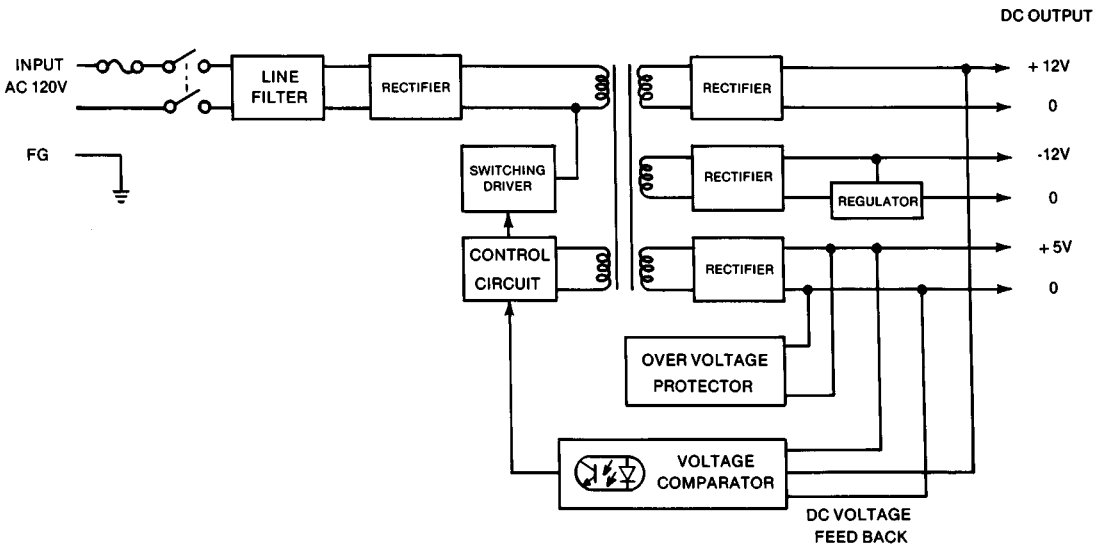 DC OUTPUT
INPUT
AC 120V
LINE
FILTER
RECTIFIER
RECTIFIER
+ 12V
0
FG
SWITCHING
DRIVER
RECTIFIER
REGULATOR
-12V
0
CONTROL
CIRCUIT
RECTIFIER
+ 5V
0
OVER VOLTAGE
PROTECTOR
VOLTAGE
COMPARATOR
DC VOLTAGE
FEED BACK